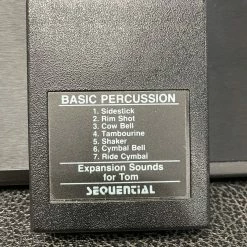 BASIC PERCUSSION
1. Sidestick
2. Rim Shot
3. Cow Bell
4. Tambourine
5. Shaker
6. Cymbal Bell
7. Ride Cymbal
Expansion Sounds
for Tom
SEQUENTIAL